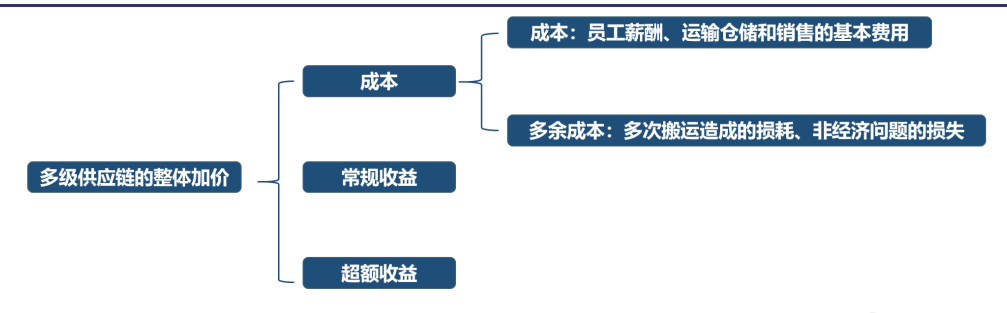 多级供应链的整体加价
成本
成本：员工薪酬、运输仓储和销售的基本费用
多余成本：多次搬运造成的损耗、非经济问题的损失
常规收益
超额收益